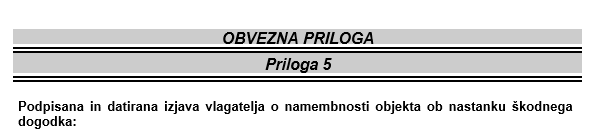 OBVEZNA PRILOGA
Priloga 5
Podpisana in datirana izjava vlagatelja o namembnosti objekta ob nastanku škodnega
dogodka: